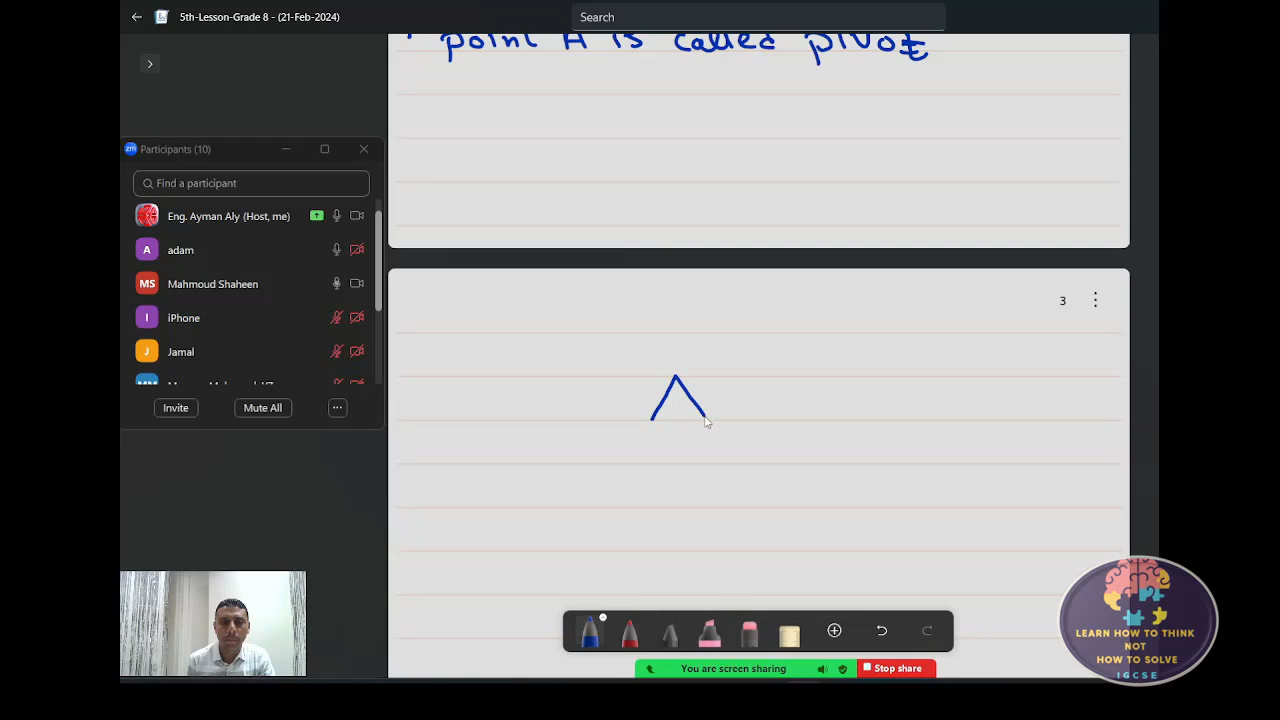 5th-Lesson-Grade 8 - (21-Feb-2024)
Search
point A is called pivot
zm Participants (10)
Find a participant
Eng. Ayman Aly (Host, me)
A adam
MS Mahmoud Shaheen
I iPhone
J Jamal
Invite
Mute All
3
You are screen sharing
Stop share
LEARN HOW TO THINK
NOT
HOW TO SOLVE
IGCSE